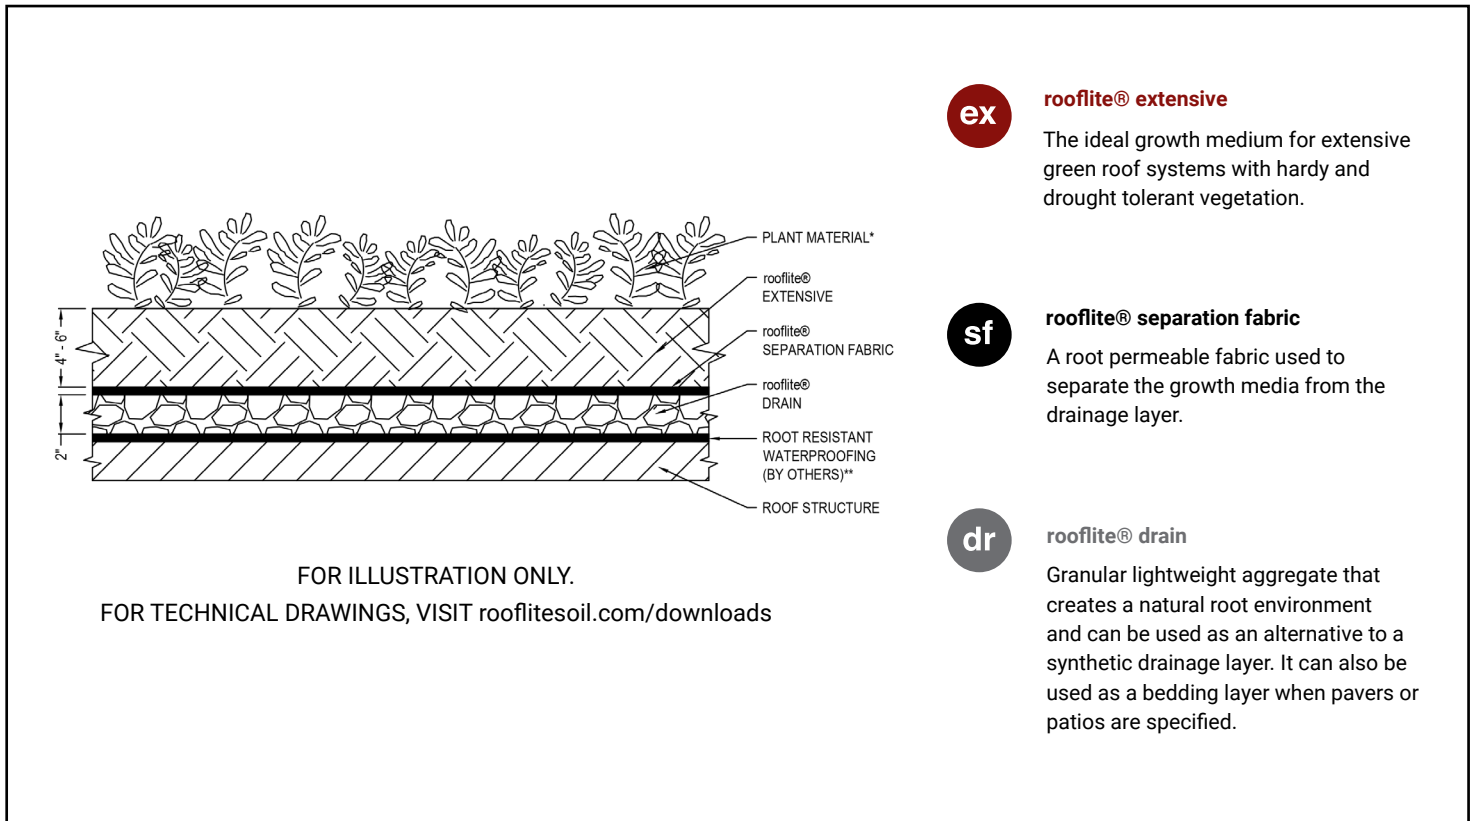 PLANT MATERIAL*
rooflite®
EXTENSIVE
rooflite®
SEPARATION FABRIC
rooflite®
DRAIN
ROOT RESISTANT
WATERPROOFING
(BY OTHERS)**
ROOF STRUCTURE
4" - 6"
2"
FOR ILLUSTRATION ONLY.
FOR TECHNICAL DRAWINGS, VISIT rooflitesoil.com/downloads
ex
rooflite® extensive
The ideal growth medium for extensive
green roof systems with hardy and
drought tolerant vegetation.
sf
rooflite® separation fabric
A root permeable fabric used to
separate the growth media from the
drainage layer.
dr
rooflite® drain
Granular lightweight aggregate that
creates a natural root environment
and can be used as an alternative to a
synthetic drainage layer. It can also be
used as a bedding layer when pavers or
patios are specified.